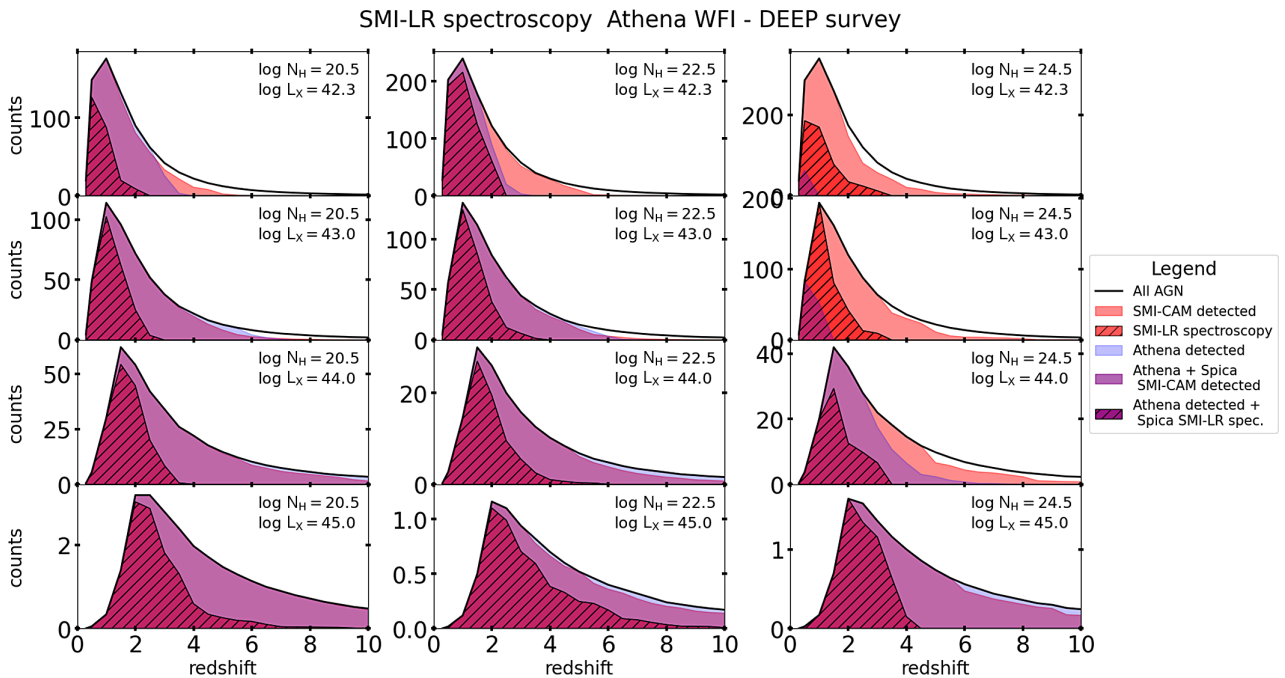 SMI-LR spectroscopy  Athena WFI - DEEP survey
log N_H = 20.5
log L_X = 42.3
counts
100
0
log N_H = 22.5
log L_X = 42.3
200
100
0
log N_H = 24.5
log L_X = 42.3
200
0
log N_H = 20.5
log L_X = 43.0
100
50
0
log N_H = 22.5
log L_X = 43.0
100
50
0
log N_H = 24.5
log L_X = 43.0
200
100
0
log N_H = 20.5
log L_X = 44.0
50
25
0
log N_H = 22.5
log L_X = 44.0
20
0
log N_H = 24.5
log L_X = 44.0
40
20
0
log N_H = 20.5
log L_X = 45.0
counts
2
0
0 2 4 6 8 10
redshift
log N_H = 22.5
log L_X = 45.0
1.0
0.5
0.0
0 2 4 6 8 10
redshift
log N_H = 24.5
log L_X = 45.0
1
0
0 2 4 6 8 10
redshift
Legend
All AGN
SMI-CAM detected
SMI-LR spectroscopy
Athena detected
Athena + Spica
SMI-CAM detected
Athena detected +
Spica SMI-LR spec.